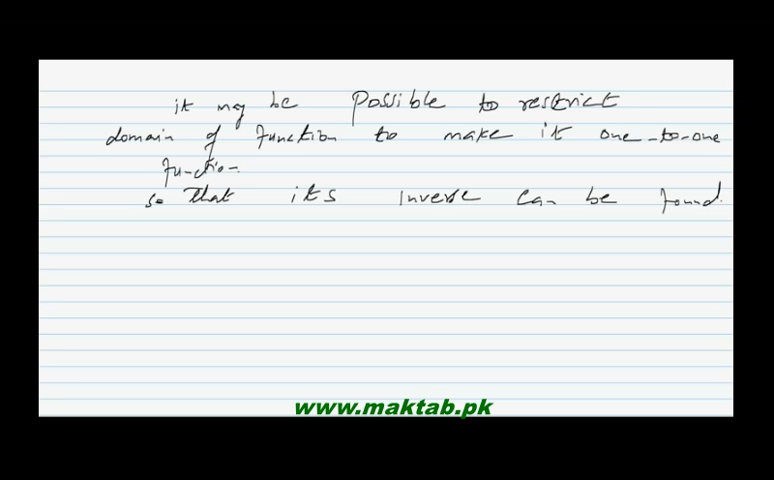 it may be possible to restrict
domain of function to make it one-to-one
function.
so that its inverse can be found.
www.maktab.pk